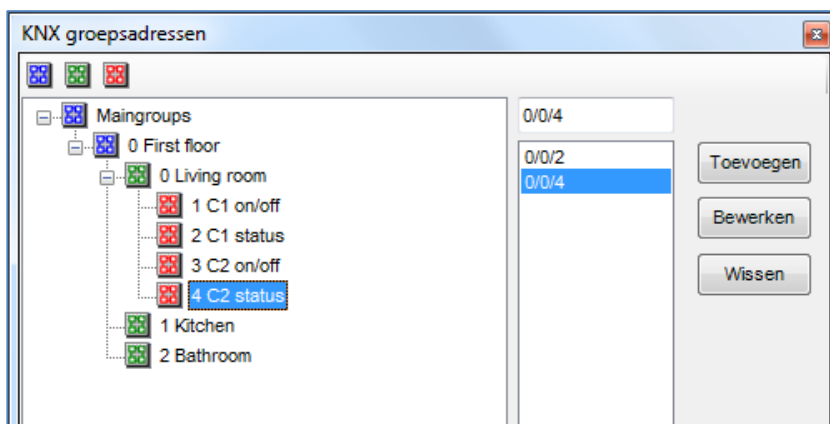 KNX groepsadressen
Maingroups
0 First floor
0 Living room
1 C1 on/off
2 C1 status
3 C2 on/off
4 C2 status
1 Kitchen
2 Bathroom
0/0/4
0/0/2
0/0/4
Toevoegen
Bewerken
Wissen